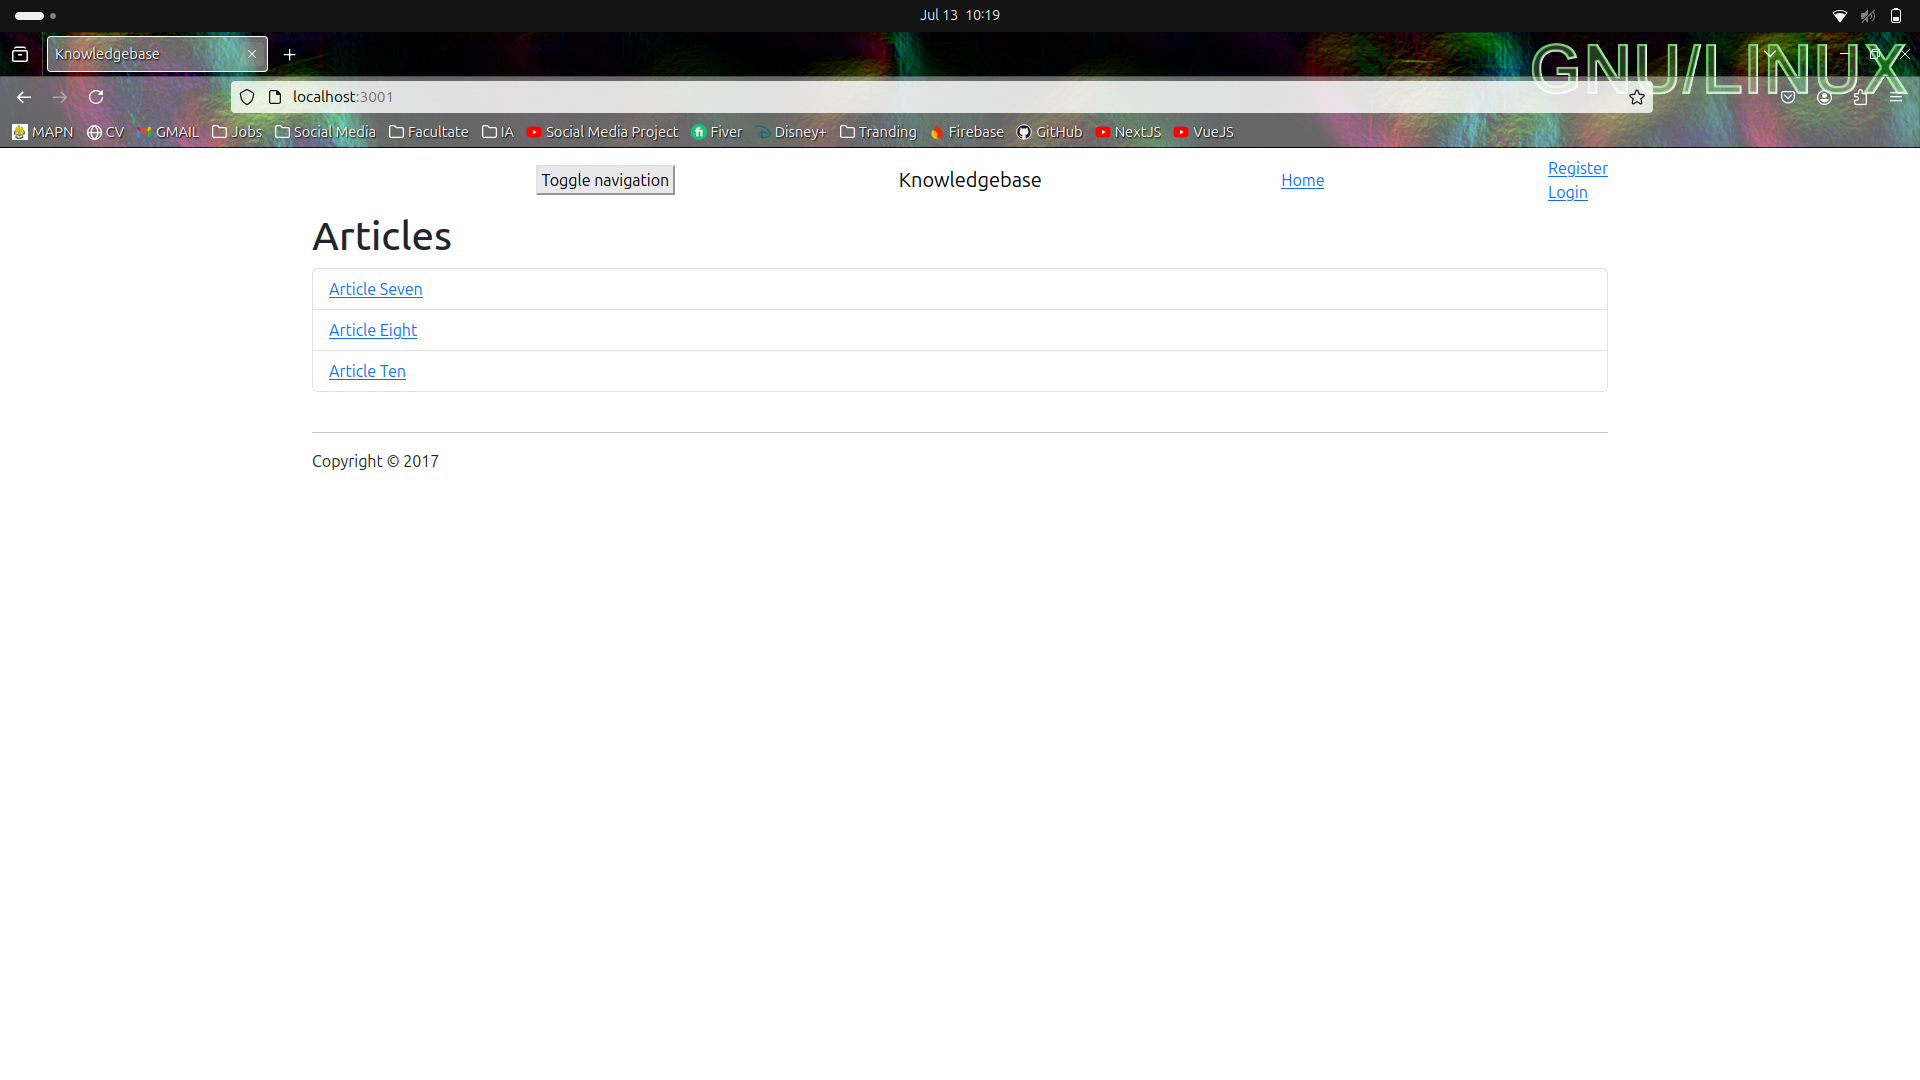 Jul 13 10:19
Knowledgebase
GNU/LINUX
localhost:3001
MAPN CV GMAIL Jobs Social Media Facultate IA Social Media Project Fiver Disney+ Tranding Firebase GitHub NextJS VueJS
Toggle navigation Knowledgebase Home Register
Login
Articles
Article Seven
Article Eight
Article Ten
Copyright © 2017